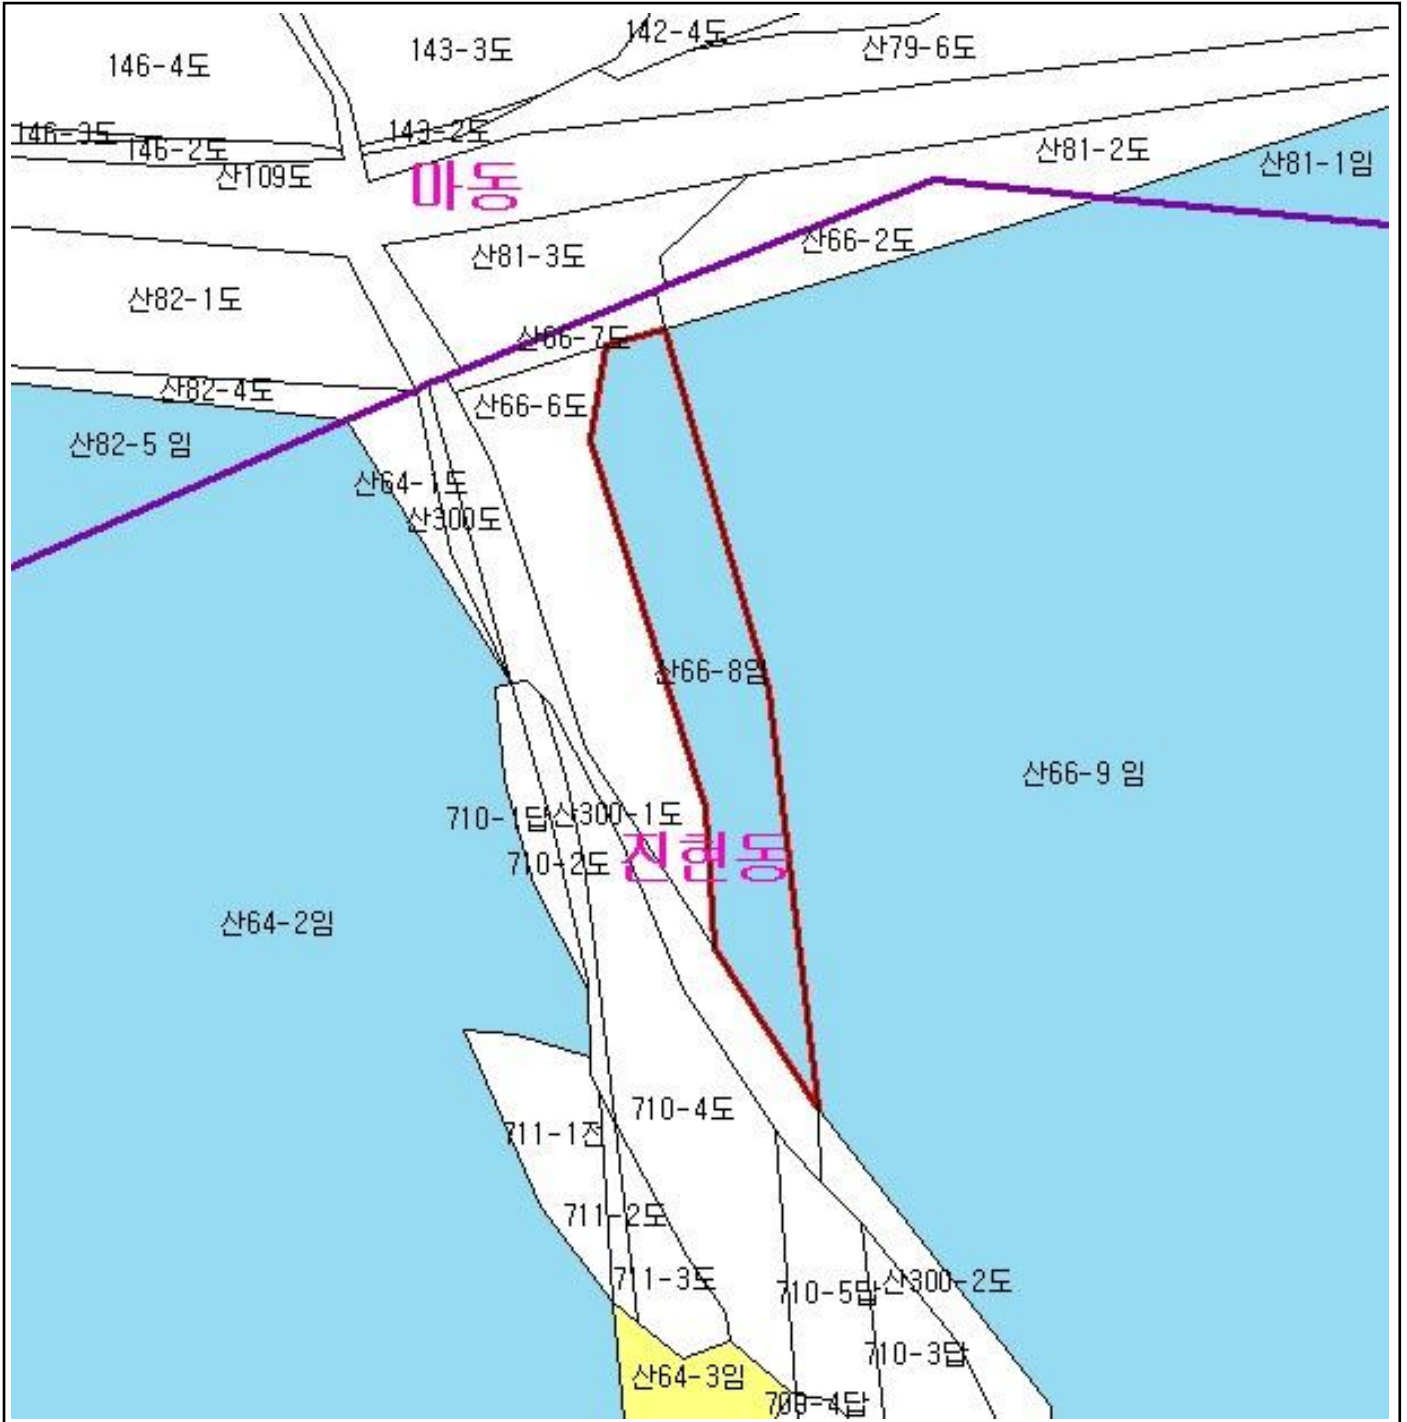 142-4도
143-3도
산79-6도
146-4도
146-3도
143-2도
146-2도
산81-2도
산81-1임
산109도
마동
산66-2도
산81-3도
산82-1도
산66-7도
산82-4도
산66-6도
산82-5 임
산64-1도
산300도
산66-8임
산66-9 임
710-1답
산300-1도
진현동
710-2도
산64-2임
710-4도
711-1전
711-2도
711-3도
710-5답
산300-2도
710-3답
산64-3임
709-4답